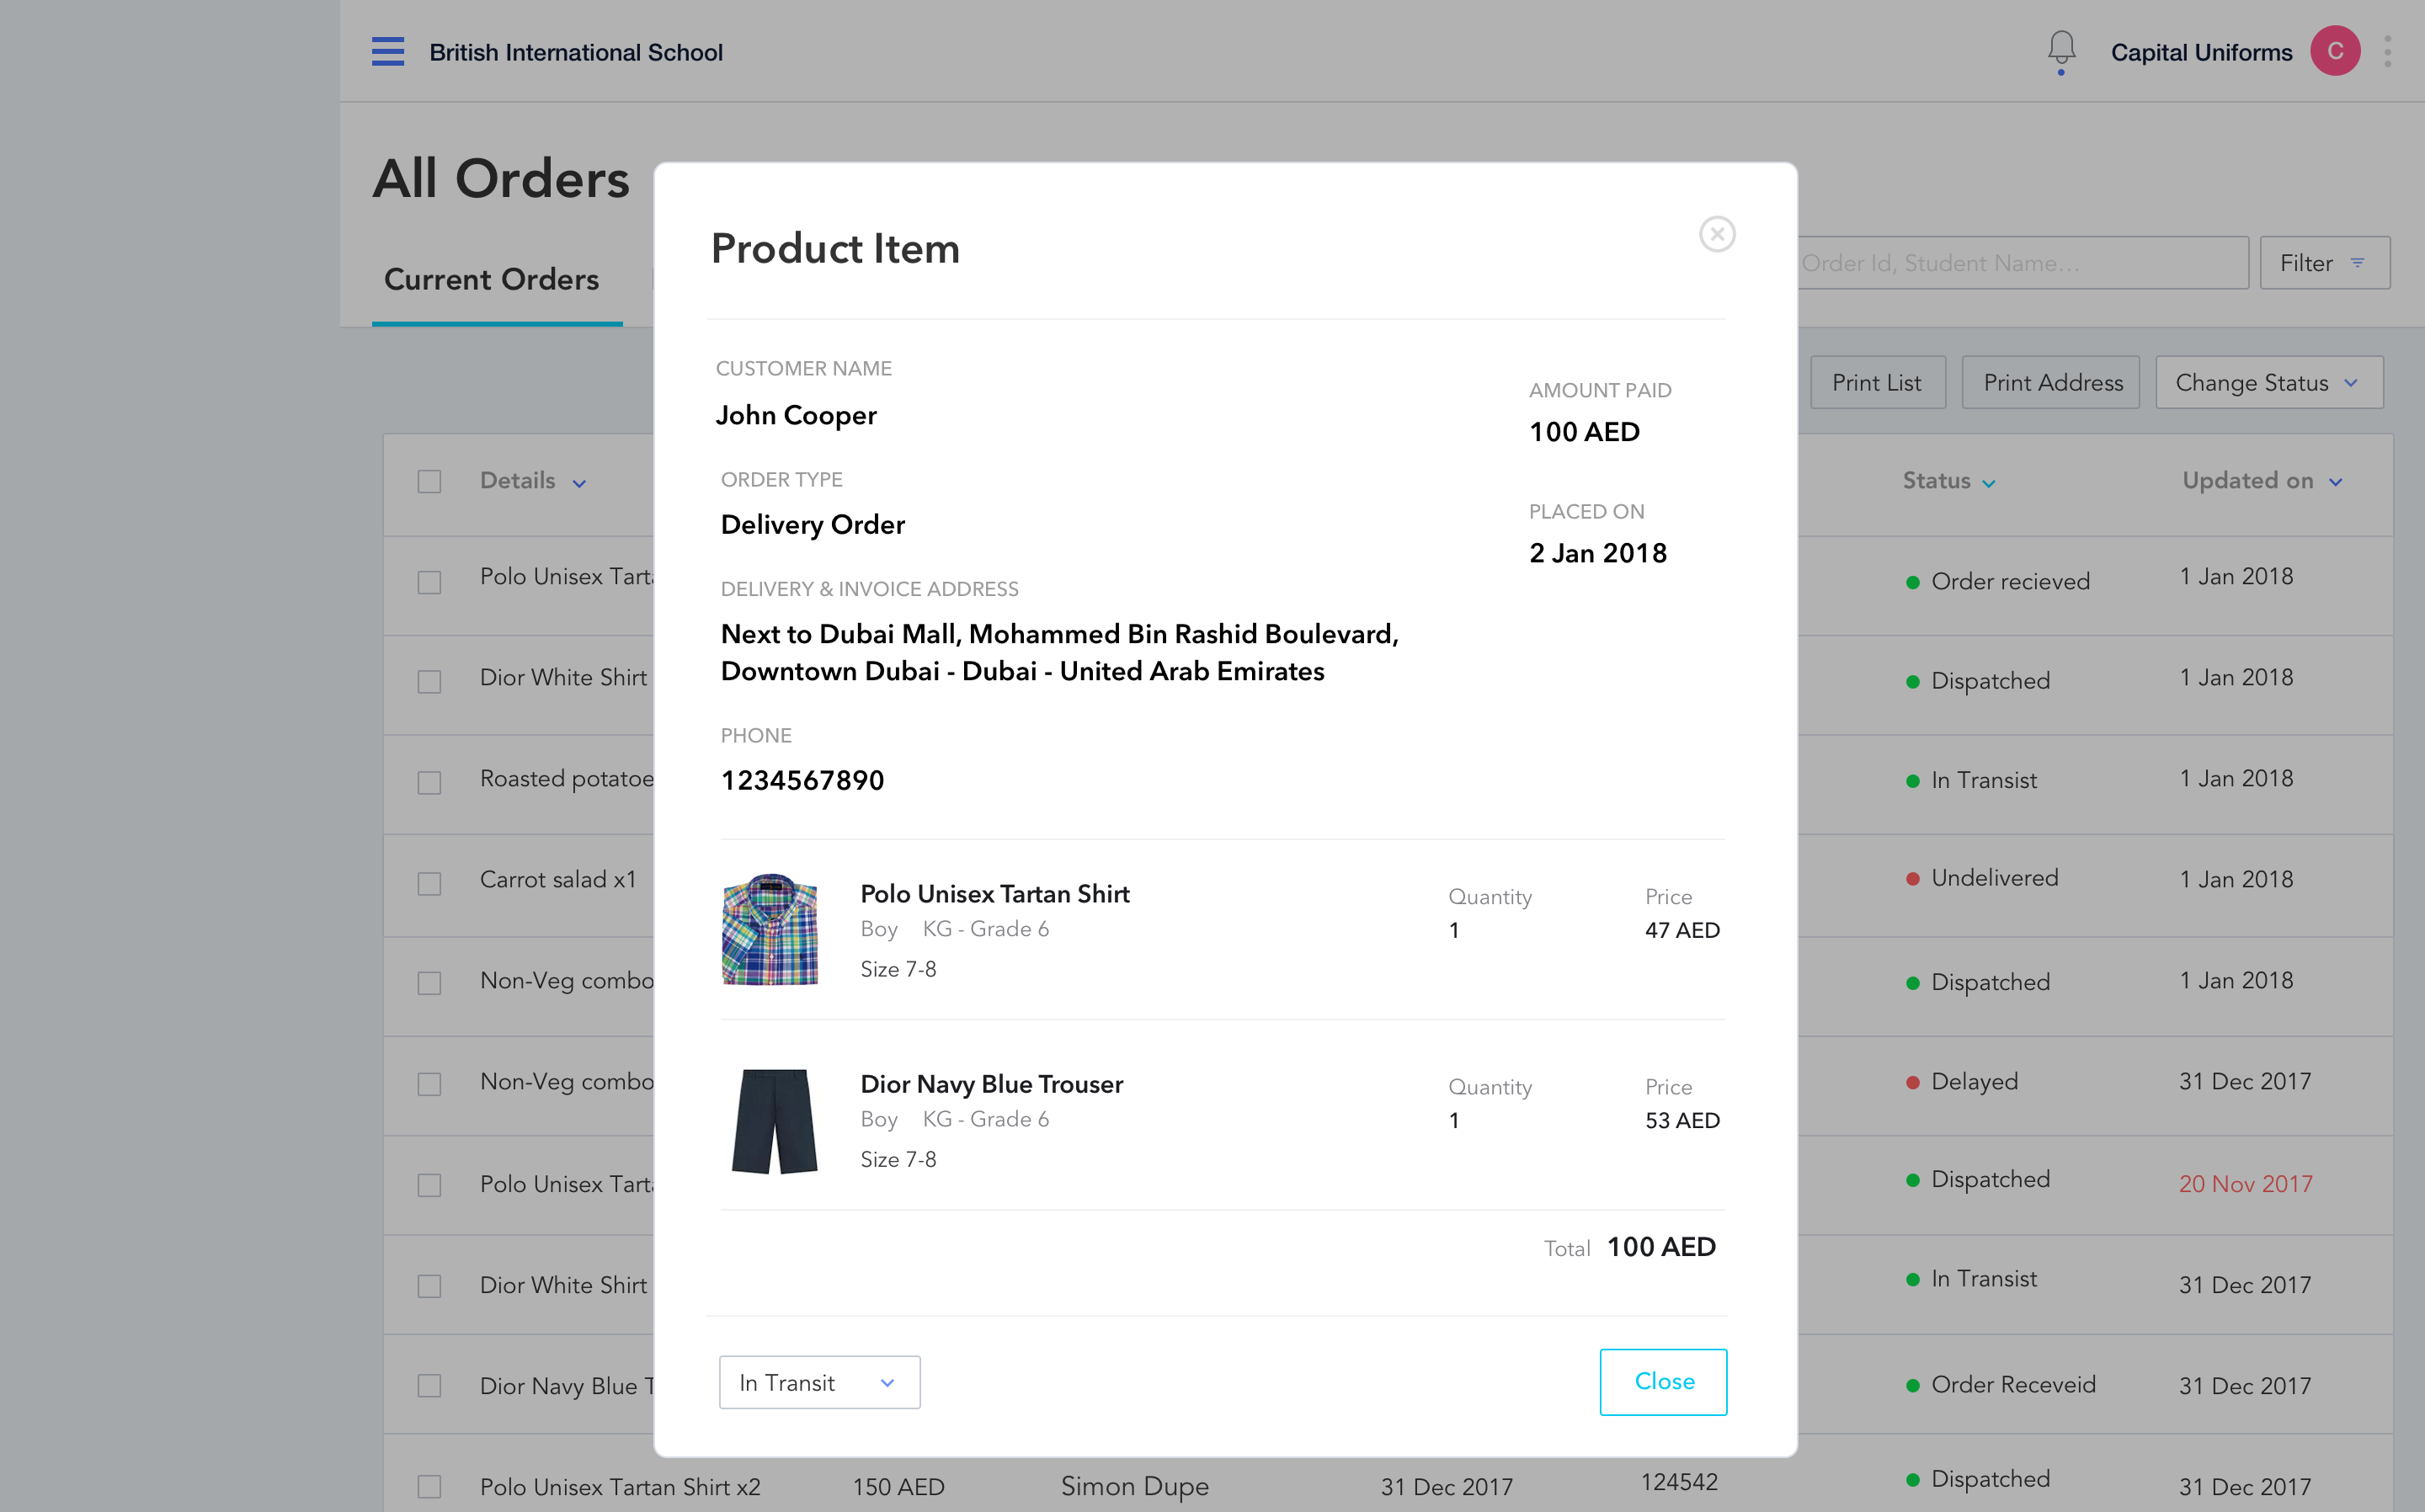 British International School
Capital Uniforms
C
All Orders
Current Orders
Order Id, Student Name...
Filter
Print List
Print Address
Change Status
Details
Status
Updated on
Polo Unisex
Order recieved
1 Jan 2018
Dior White Shirt
Dispatched
1 Jan 2018
Roasted
In Transist
1 Jan 2018
Carrot salad x1
Undelivered
1 Jan 2018
Non-Veg combo
Dispatched
1 Jan 2018
Non-Veg combo
Delayed
31 Dec 2017
Polo Unisex
Dispatched
20 Nov 2017
Dior White Shirt
In Transist
31 Dec 2017
Dior Navy Blue
Order Receveid
31 Dec 2017
Polo Unisex Tartan Shirt x2
150 AED
Simon Dupe
31 Dec 2017
124542
Dispatched
31 Dec 2017
Product Item
CUSTOMER NAME
John Cooper
AMOUNT PAID
100 AED
ORDER TYPE
Delivery Order
PLACED ON
2 Jan 2018
DELIVERY & INVOICE ADDRESS
Next to Dubai Mall, Mohammed Bin Rashid Boulevard,
Downtown Dubai - Dubai - United Arab Emirates
PHONE
1234567890
Polo Unisex Tartan Shirt
Boy KG - Grade 6
Size 7-8
Quantity
1
Price
47 AED
Dior Navy Blue Trouser
Boy KG - Grade 6
Size 7-8
Quantity
1
Price
53 AED
Total 100 AED
In Transit
Close